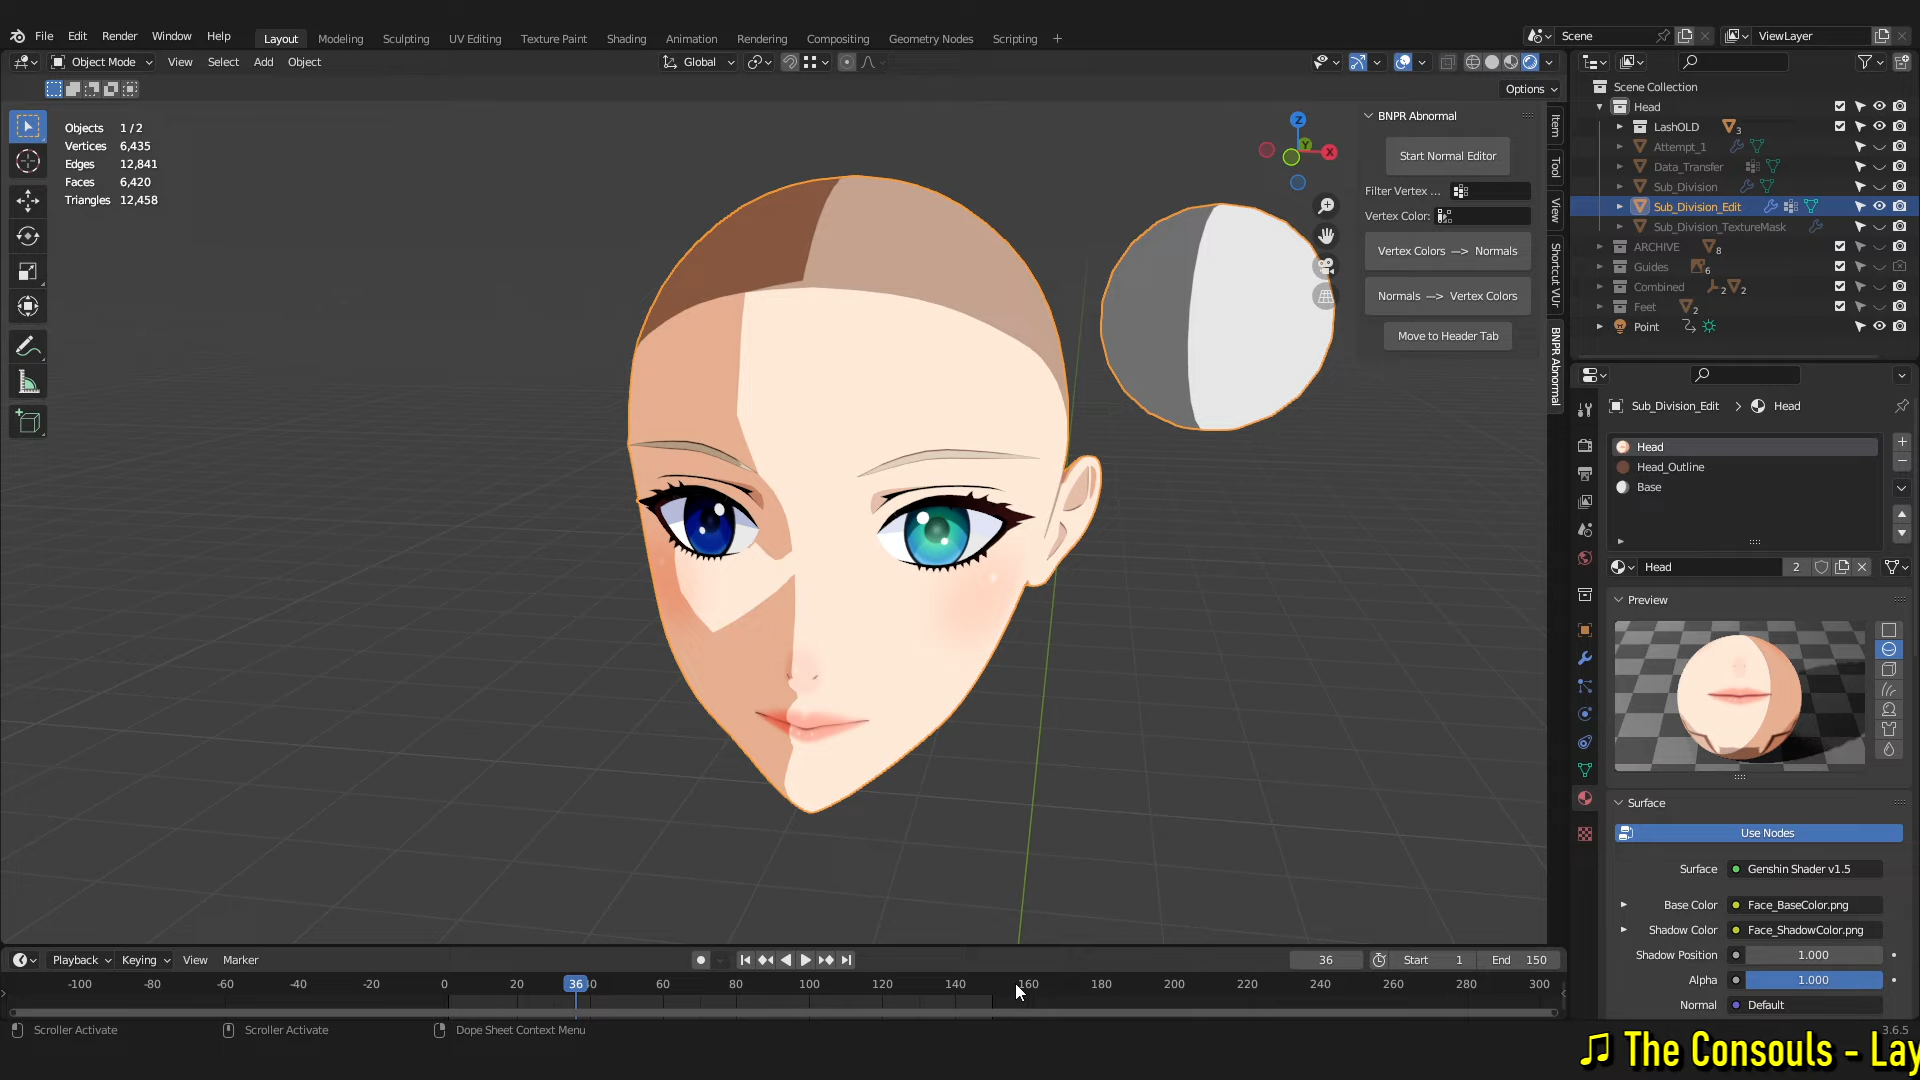 File Edit Render Window Help Layout Modeling Sculpting UV Editing Texture Paint Shading Animation Rendering Compositing Geometry Nodes Scripting + Scene ViewLayer
Object Mode View Select Add Object Global
Options
Objects 1 / 2
Vertices 6,435
Edges 12,841
Faces 6,420
Triangles 12,458
Z
Y
X
BNPR Abnormal
Start Normal Editor
Filter Vertex ...
Vertex Color:
Vertex Colors —> Normals
Normals —> Vertex Colors
Move to Header Tab
Item
Tool
View
Shortcut VUr
BNPR Abnormal
Scene Collection
Head
LashOLD 3
Attempt_1
Data_Transfer
Sub_Division
Sub_Division_Edit
Sub_Division_TextureMask
ARCHIVE 8
Guides 6
Combined 2 2
Feet 2
Point
Sub_Division_Edit > Head
Head
Head_Outline
Base
Head 2
Preview
Surface
Use Nodes
Surface Genshin Shader v1.5
Base Color Face_BaseColor.png
Shadow Color Face_ShadowColor.png
Shadow Position 1.000
Alpha 1.000
Normal Default
Playback Keying View Marker 36 Start 1 End 150
-100 -80 -60 -40 -20 0 20 36 40 60 80 100 120 140 160 180 200 220 240 260 280 300
Scroller Activate Scroller Activate Dope Sheet Context Menu 3.6.5
♫ The Consouls - Lay